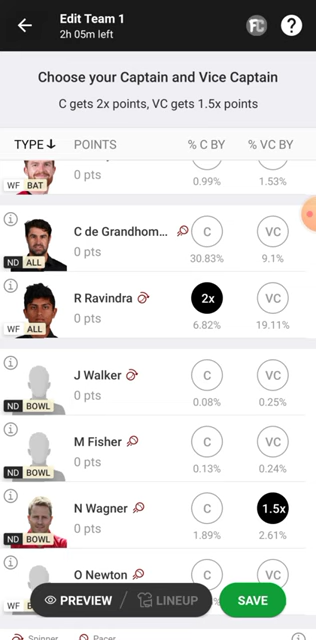 Edit Team 1
2h 05m left
FC ?
Choose your Captain and Vice Captain
C gets 2x points, VC gets 1.5x points
TYPE POINTS % C BY % VC BY
WF BAT 0 pts 0.99% 1.53%
C de Grandhom... C VC
0 pts
ND ALL 30.83% 9.1%
R Ravindra 2x VC
0 pts
WF ALL 6.82% 19.11%
J Walker C VC
0 pts
ND BOWL 0.08% 0.25%
M Fisher C VC
0 pts
ND BOWL 0.13% 0.24%
N Wagner C 1.5x
0 pts
ND BOWL 1.89% 2.61%
O Newton C VC
WF
PREVIEW / LINEUP SAVE
Spinner Pacer